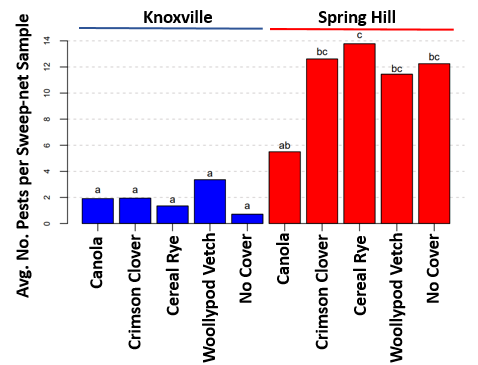 Knoxville
Spring Hill
Avg. No. Pests per Sweep-net Sample
14
12
10
8
6
4
2
0
a
a
a
a
a
ab
bc
c
bc
bc
Canola
Crimson Clover
Cereal Rye
Woollypod Vetch
No Cover
Canola
Crimson Clover
Cereal Rye
Woollypod Vetch
No Cover